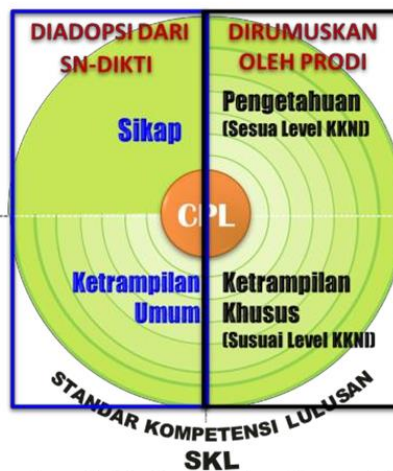 DIADOPSI DARI
SN-DIKTI
DIRUMUSKAN
OLEH PRODI
Sikap
Pengetahuan
(Sesua Level KKNI)
CPL
Ketrampilan
Umum
Ketrampilan
Khusus
(Susuai Level KKNI)
STANDAR KOMPETENSI LULUSAN
SKL